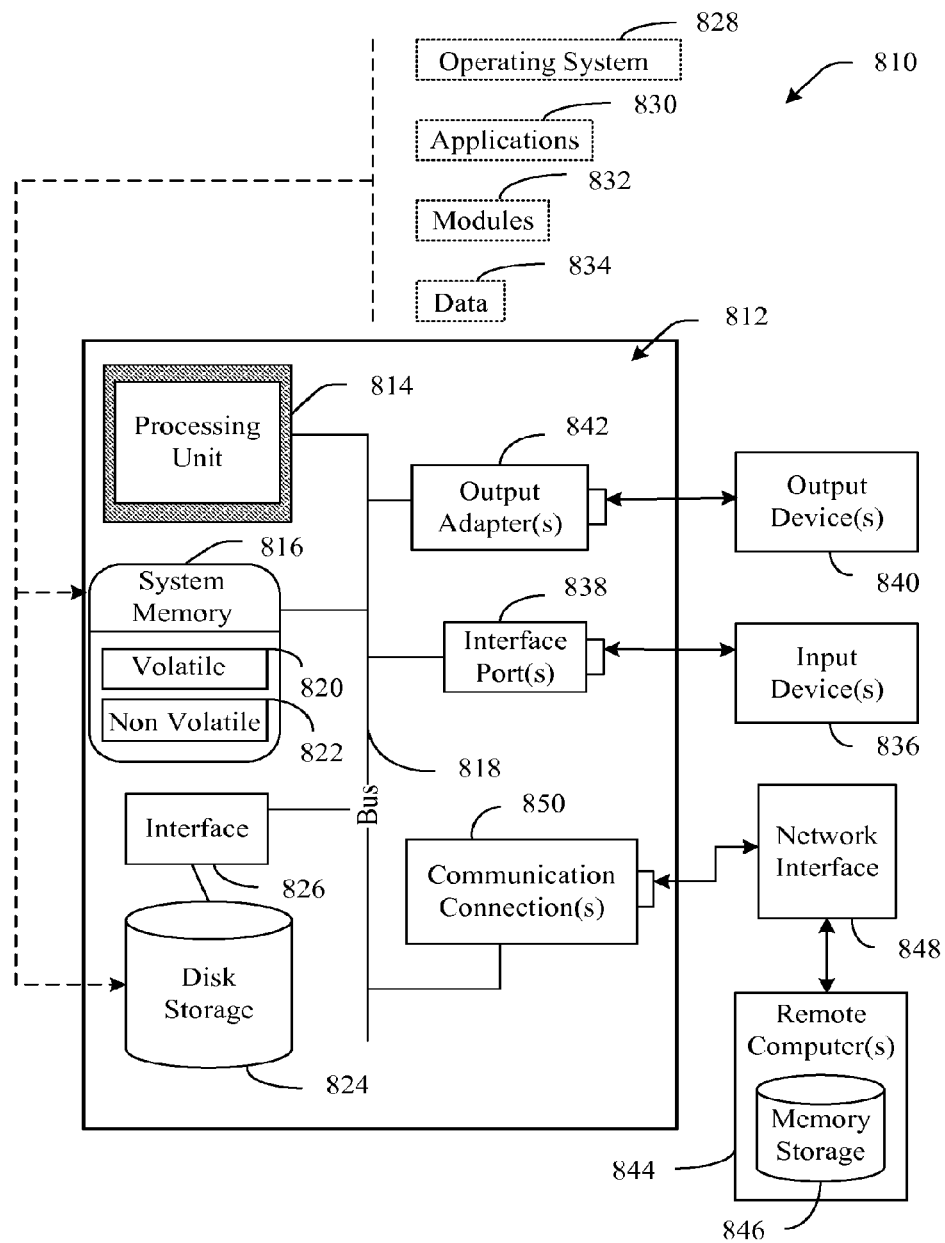 828
Operating System
810
830
Applications
832
Modules
834
Data
812
814
Processing
Unit
842
Output
Adapter(s)
Output
Device(s)
840
816
System
Memory
838
Interface
Port(s)
Input
Device(s)
836
Volatile
820
Non Volatile
822
818
Bus
850
Interface
826
Communication
Connection(s)
Network
Interface
848
Disk
Storage
824
Remote
Computer(s)
Memory
Storage
844
846